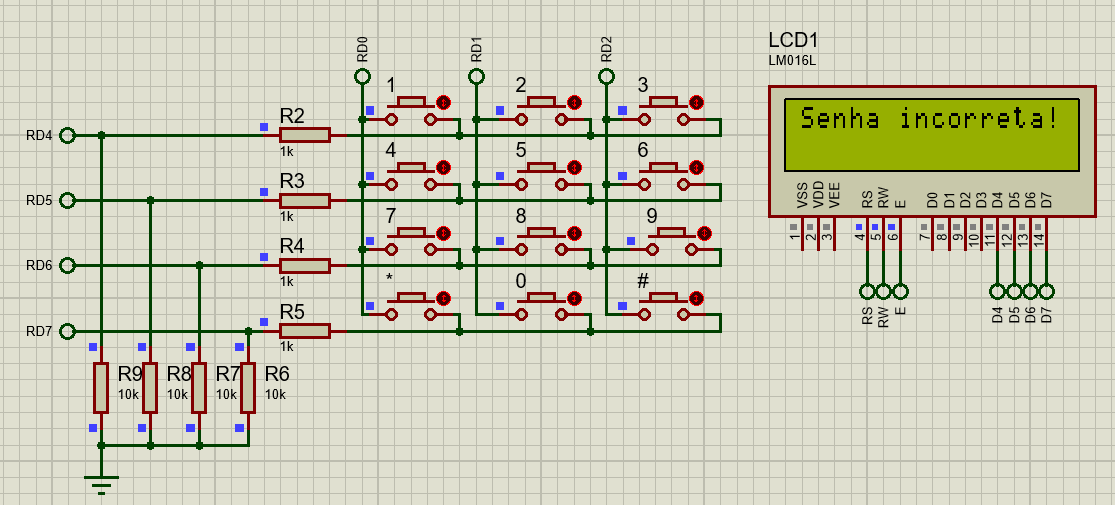 RD0
RD1
RD2
LCD1
LM016L
1
2
3
Senha incorreta!
R2
1k
RD4
4
5
6
R3
1k
RD5
7
8
9
R4
1k
RD6
*
0
#
R5
1k
RD7
VSS
VDD
VEE
RS
RW
E
D0
D1
D2
D3
D4
D5
D6
D7
1
2
3
4
5
6
7
8
9
10
11
12
13
14
RS
RW
E
D4
D5
D6
D7
R9
10k
R8
10k
R7
10k
R6
10k